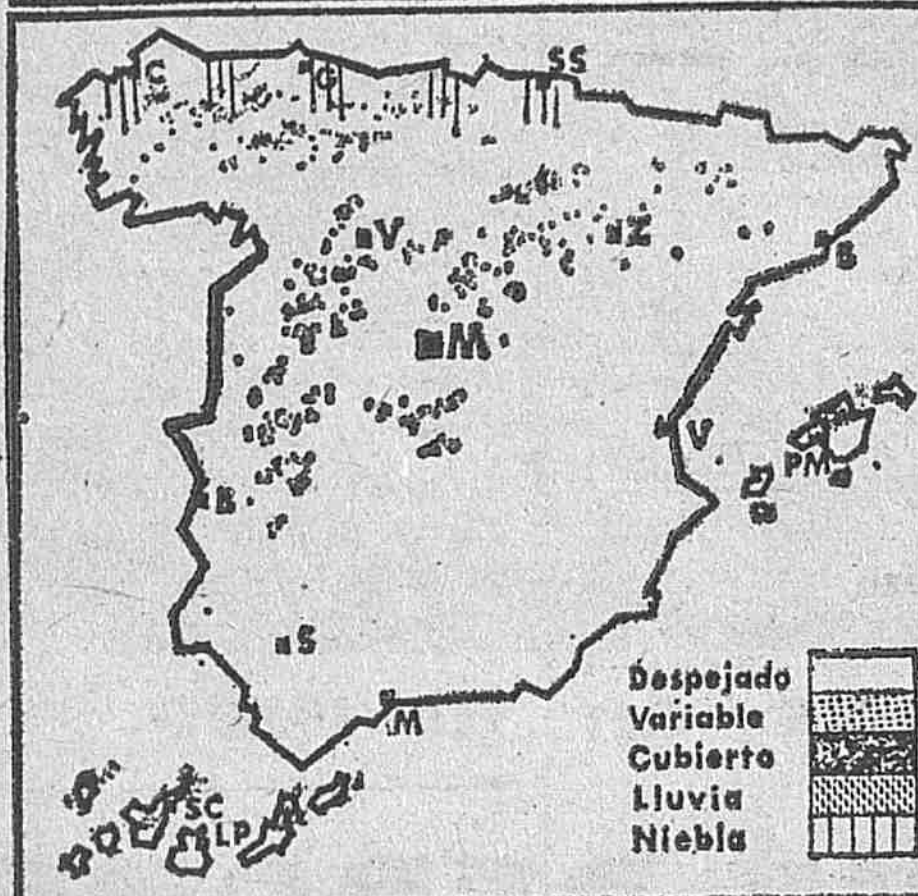 C
G
SS
V
Z
B
M
V
PM
B
S
M
SC
LP
Despejado
Variable
Cubierto
Lluvia
Niebla